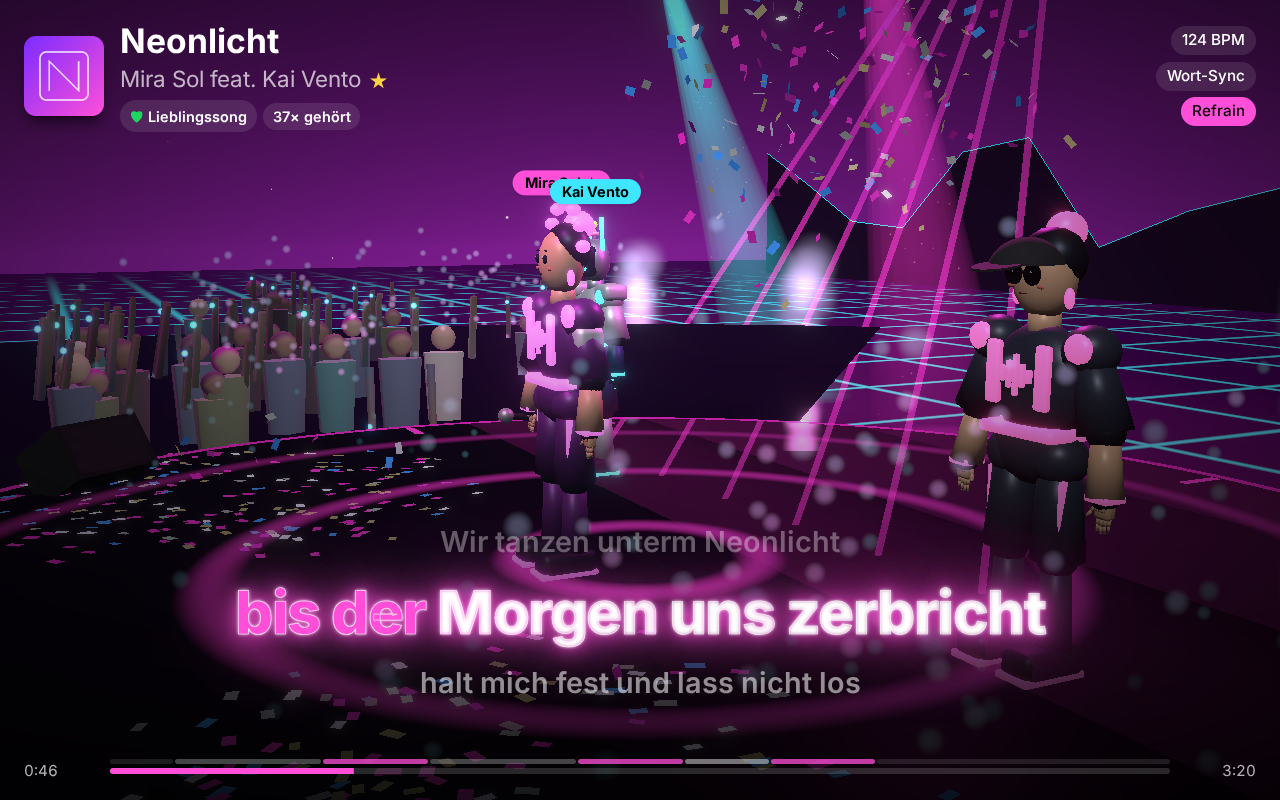 Neonlicht
Mira Sol feat. Kai Vento ★
Lieblingssong
37× gehört
124 BPM
Wort-Sync
Refrain
N
Mira
Kai Vento
Wir tanzen unterm Neonlicht
bis der Morgen uns zerbricht
halt mich fest und lass nicht los
0:46
3:20